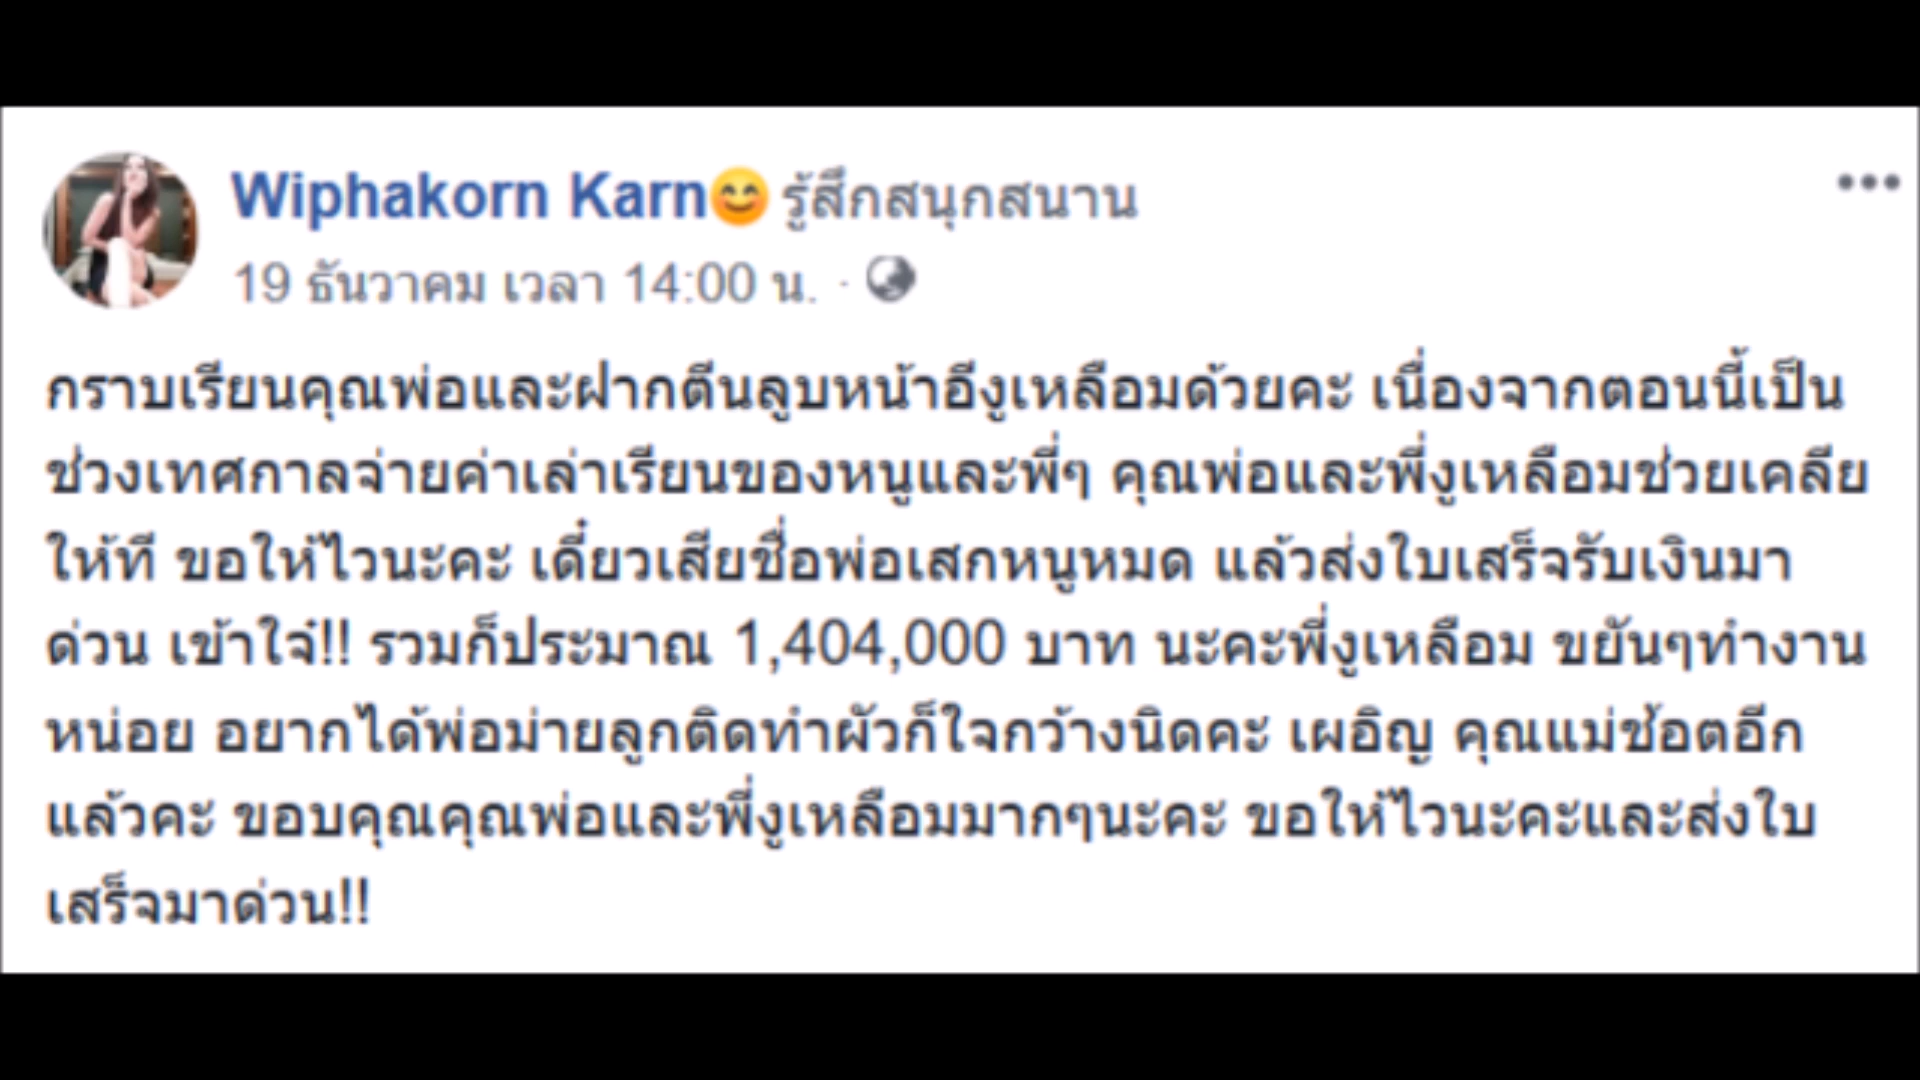 Wiphakorn Karn😊 รู้สึกสนุกสนาน
19 ธันวาคม เวลา 14:00 น. ·
กราบเรียนคุณพ่อและฝากตีนลูบหน้าอีงูเหลือมด้วยคะ เนื่องจากตอนนี้เป็น
ช่วงเทศกาลจ่ายค่าเล่าเรียนของหนูและพี่ๆ คุณพ่อและพี่งูเหลือมช่วยเคลีย
ให้ที ขอให้ไวนะคะ เดี๋ยวเสียชื่อพ่อเสกหนูหมด แล้วส่งใบเสร็จรับเงินมา
ด่วน เข้าใจ๋!! รวมก็ประมาณ 1,404,000 บาท นะคะพี่งูเหลือม ขยันๆทำงาน
หน่อย อยากได้พ่อม่ายลูกติดทำผัวก็ใจกว้างนิดคะ เผอิญ คุณแม่ช้อตอีก
แล้วคะ ขอบคุณคุณพ่อและพี่งูเหลือมมากๆนะคะ ขอให้ไวนะคะและส่งใบ
เสร็จมาด่วน!!